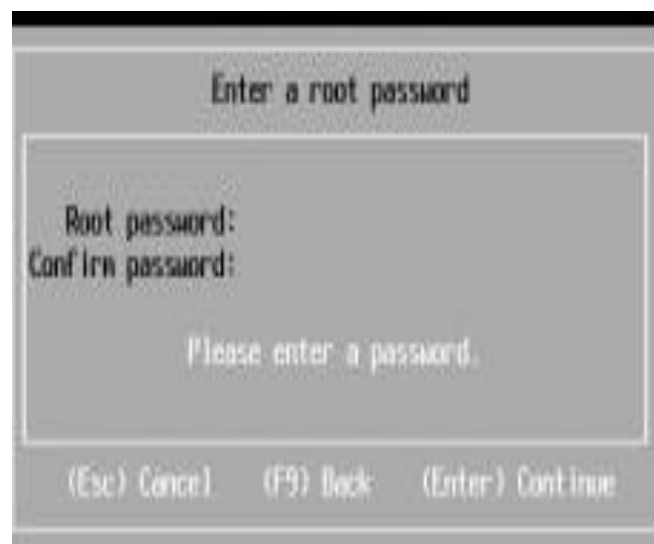 Enter a root password
Root password:
Confirm password:
Please enter a password.
(Esc) Cancel (F9) Back (Enter) Continue